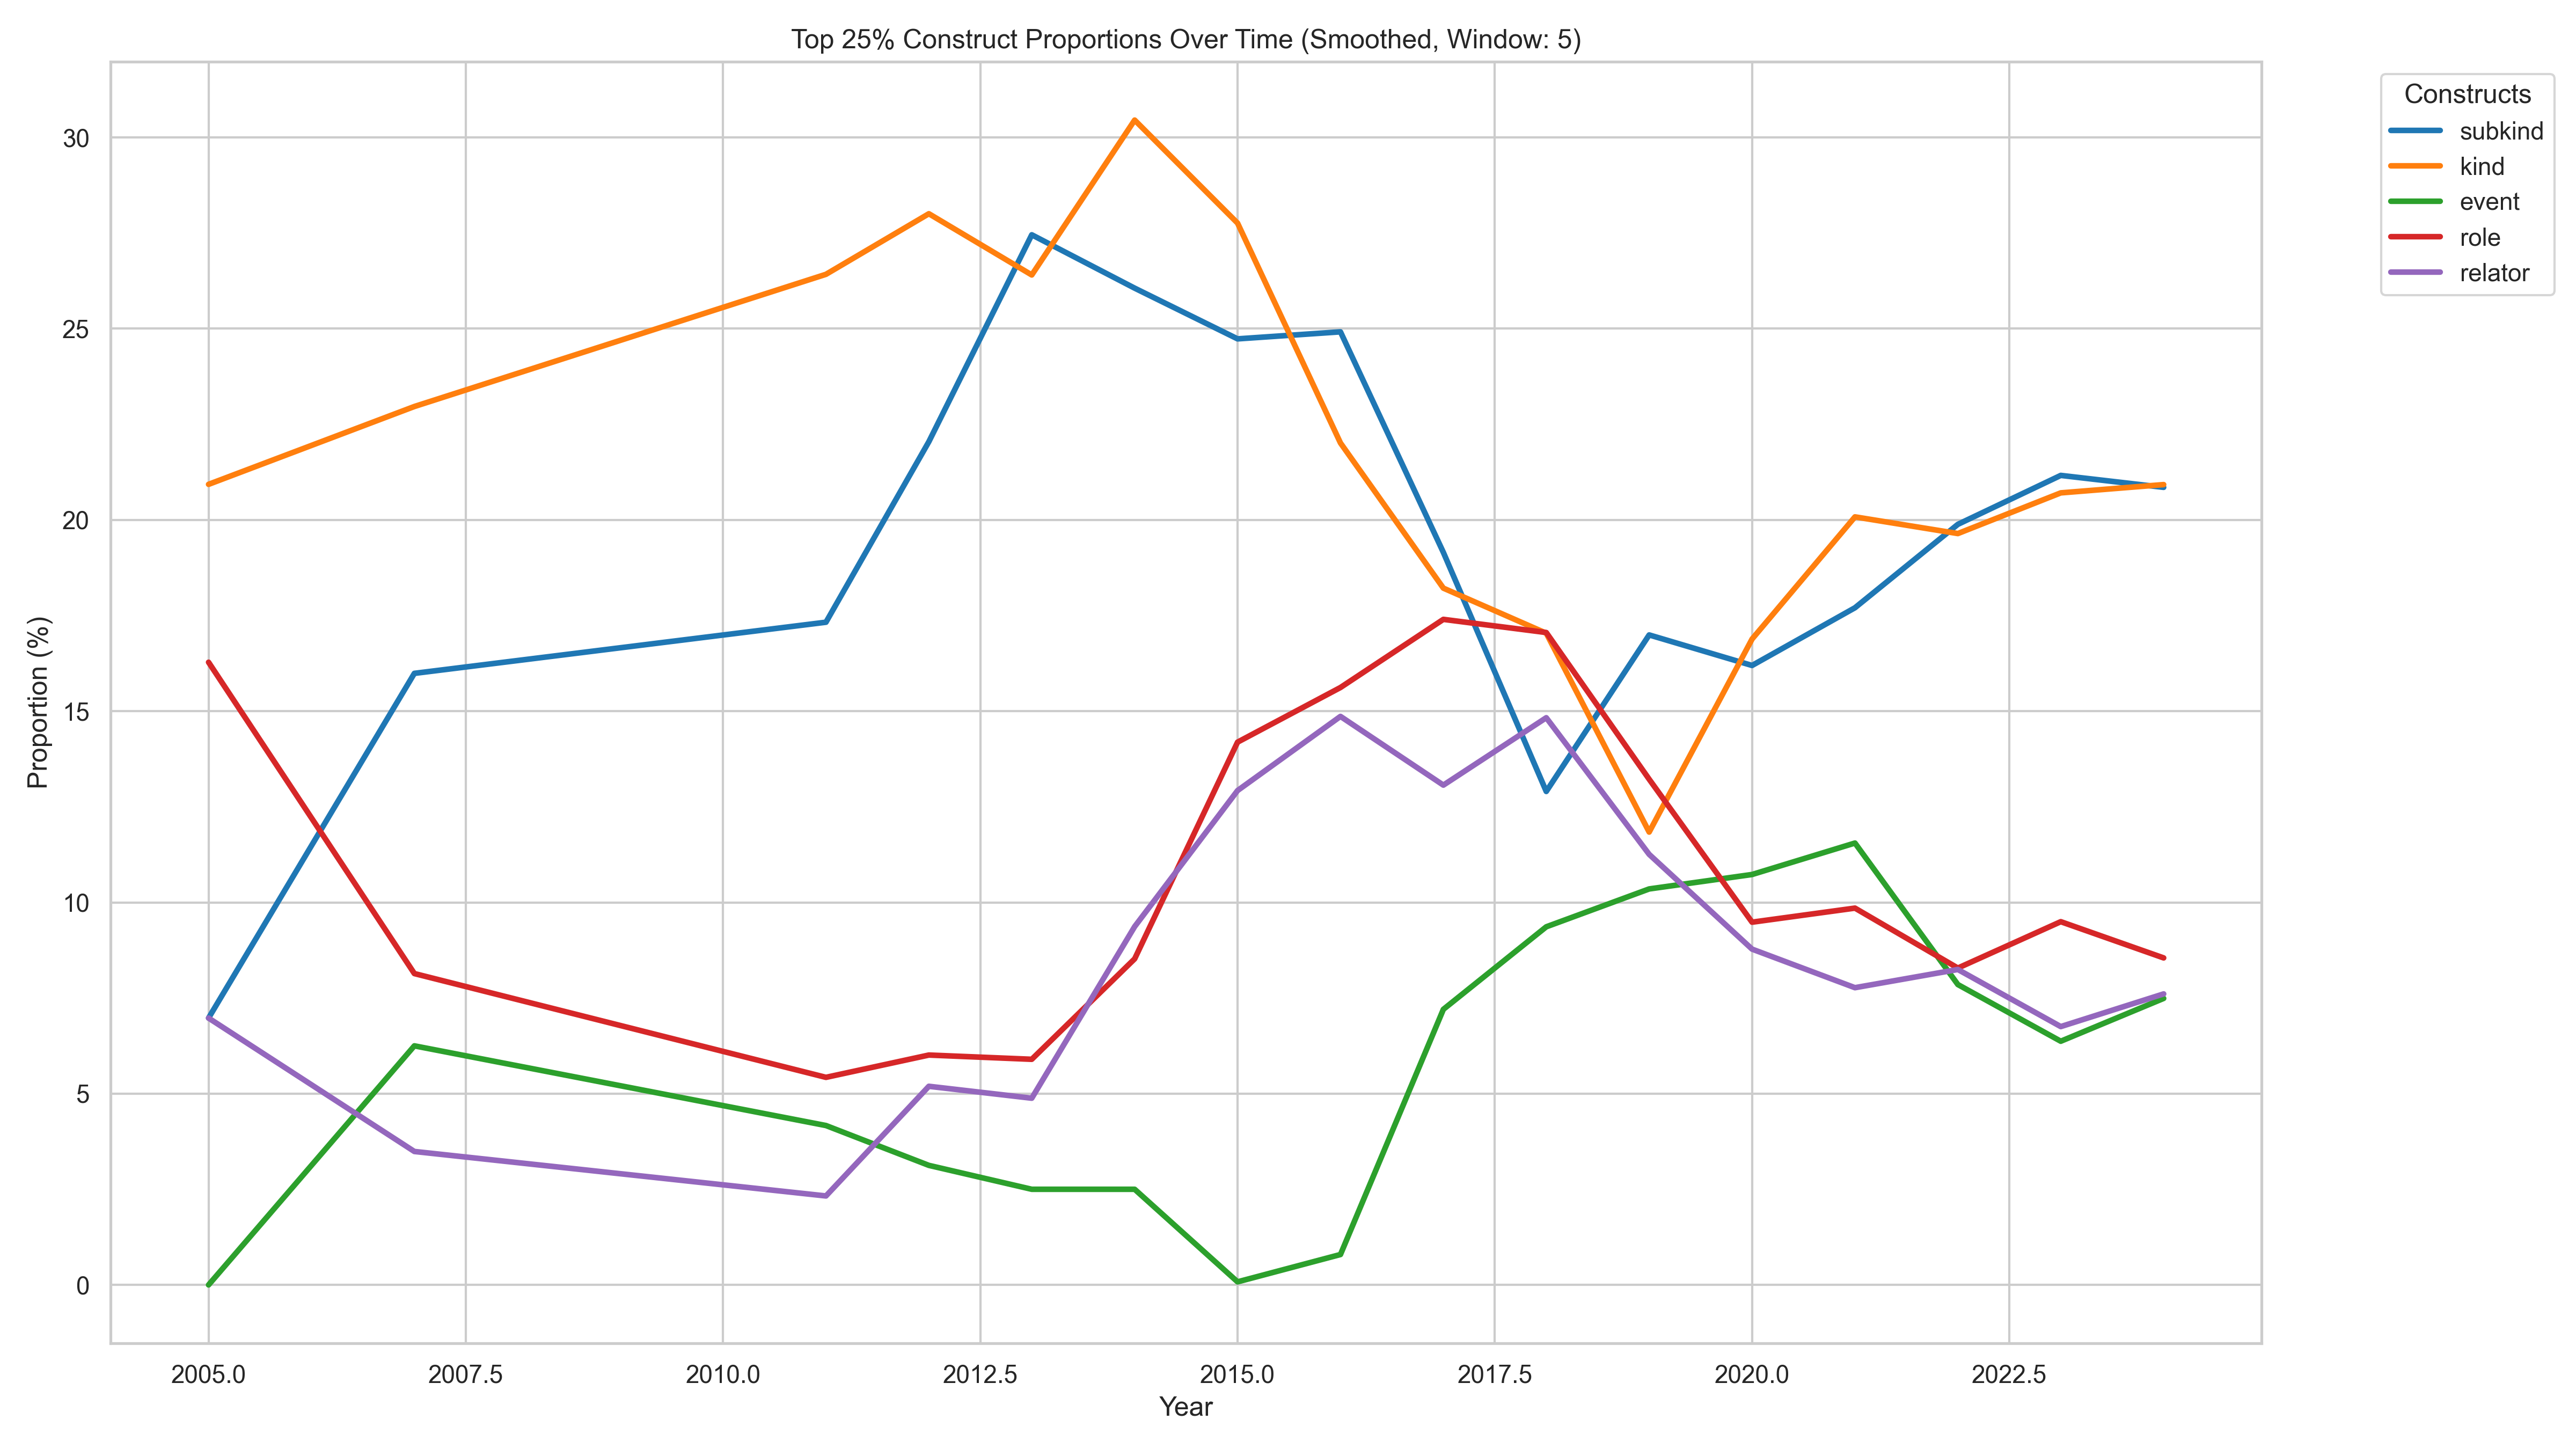 Top 25% Construct Proportions Over Time (Smoothed, Window: 5)
Constructs
subkind
kind
event
role
relator
Proportion (%)
30
25
20
15
10
5
0
2005.0 2007.5 2010.0 2012.5 2015.0 2017.5 2020.0 2022.5
Year